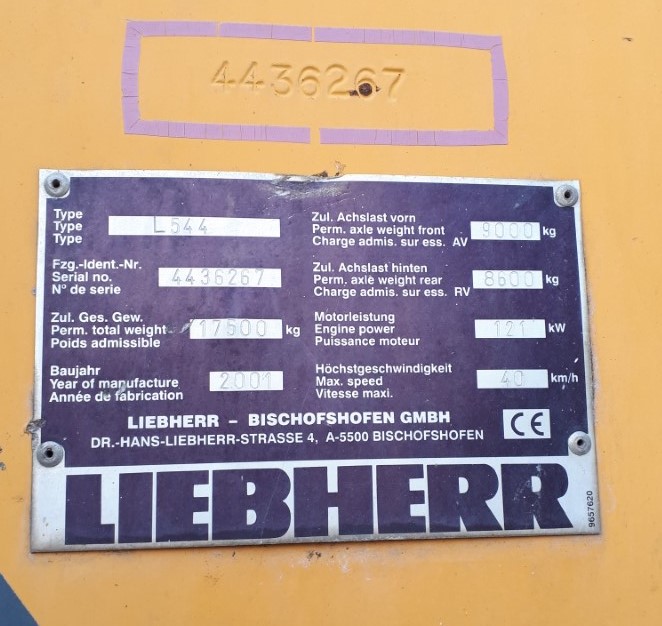 4436267
Type
Type L544
Type
Zul. Achslast vorn
Perm. axle weight front 9000 kg
Charge admis. sur ess. AV
Fzg.-Ident.-Nr.
Serial no. 4436267
N° de serie
Zul. Achslast hinten
Perm. axle weight rear 8600 kg
Charge admis. sur ess. RV
Zul. Ges. Gew.
Perm. total weight 17500 kg
Poids admissible
Motorleistung
Engine power 121 kW
Puissance moteur
Baujahr
Year of manufacture 2001
Année de fabrication
Höchstgeschwindigkeit
Max. speed 40 km/h
Vitesse maxi.
LIEBHERR – BISCHOFSHOFEN GMBH
DR.-HANS-LIEBHERR-STRASSE 4, A-5500 BISCHOFSHOFEN
CE
LIEBHERR
9657620